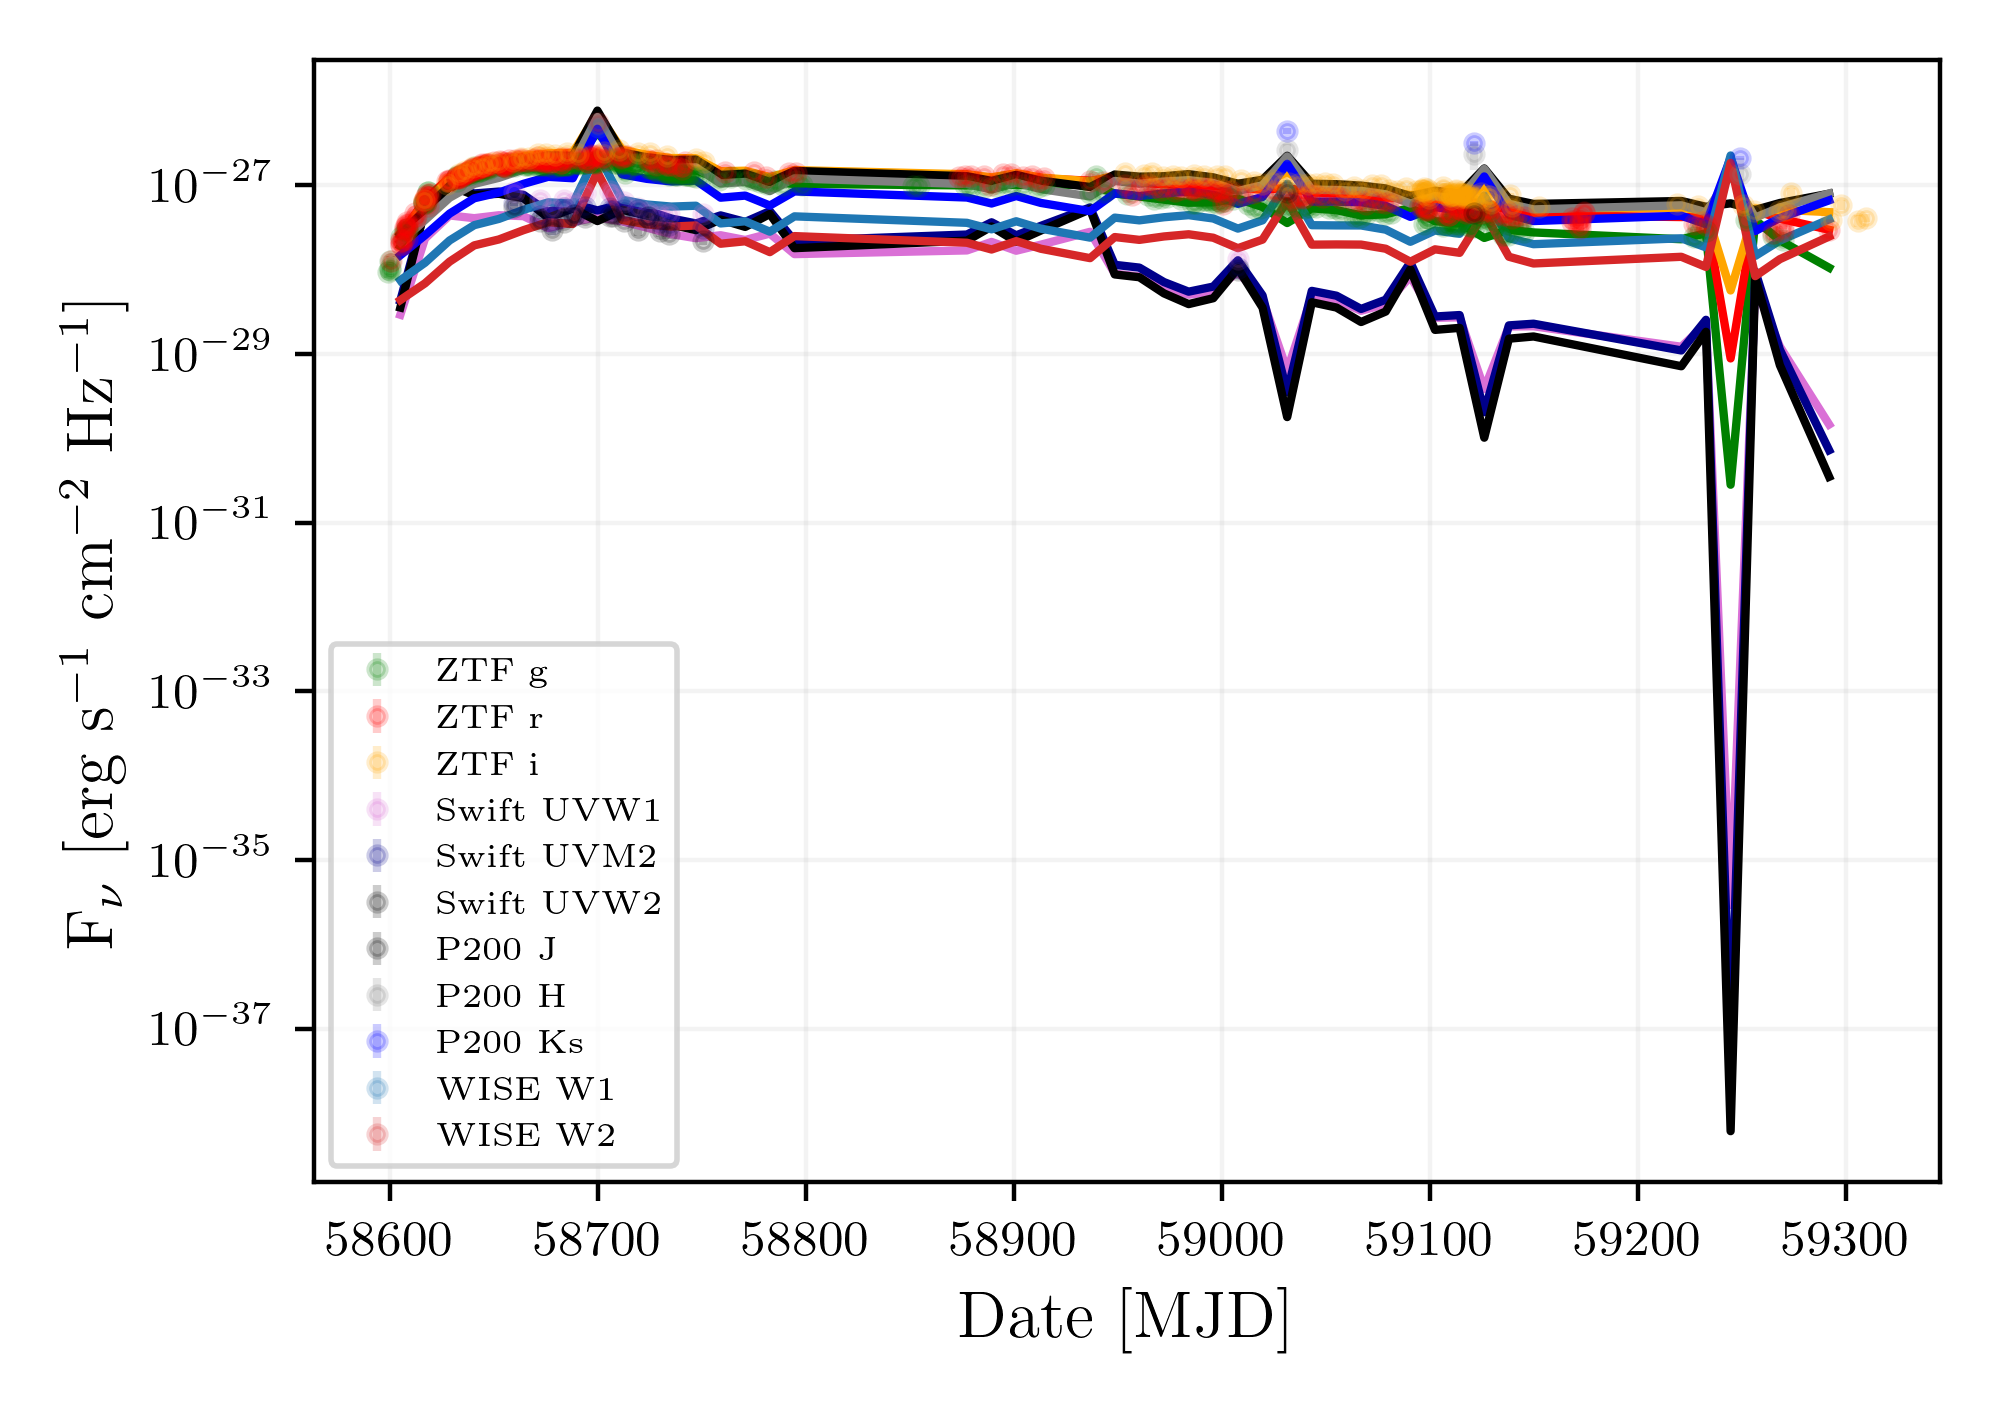 F_ν [erg s^−1 cm^−2 Hz^−1]
10^−27
10^−29
10^−31
10^−33
10^−35
10^−37
ZTF g
ZTF r
ZTF i
Swift UVW1
Swift UVM2
Swift UVW2
P200 J
P200 H
P200 Ks
WISE W1
WISE W2
58600 58700 58800 58900 59000 59100 59200 59300
Date [MJD]